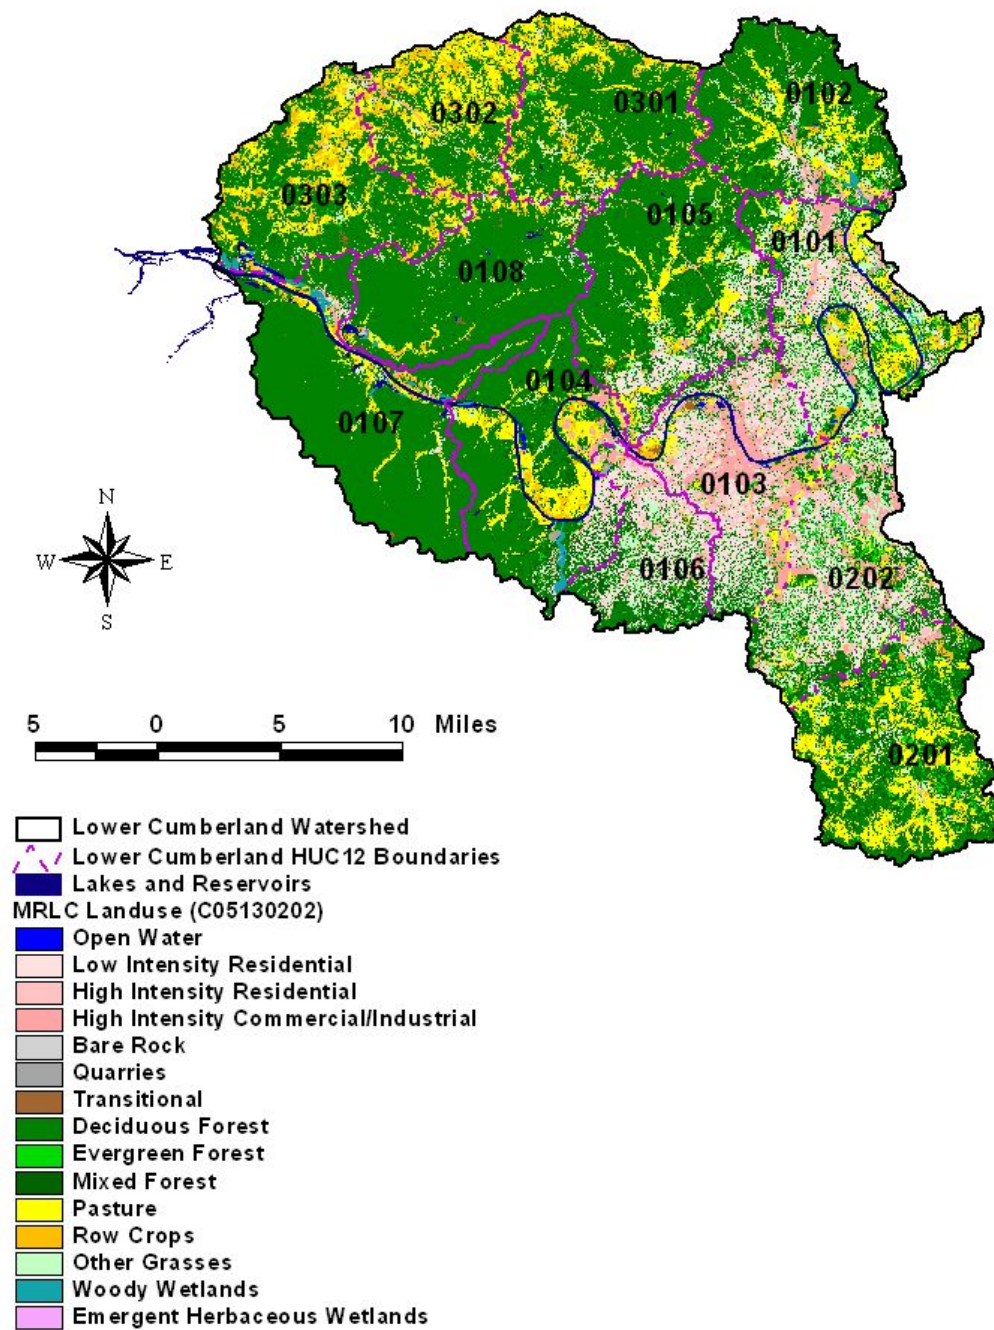 0102
0301
0302
0303
0105
0101
0108
0104
0107
0103
0106
0202
0201
N
W E
S
5 0 5 10 Miles
Lower Cumberland Watershed
Lower Cumberland HUC12 Boundaries
Lakes and Reservoirs
MRLC Landuse (C05130202)
Open Water
Low Intensity Residential
High Intensity Residential
High Intensity Commercial/Industrial
Bare Rock
Quarries
Transitional
Deciduous Forest
Evergreen Forest
Mixed Forest
Pasture
Row Crops
Other Grasses
Woody Wetlands
Emergent Herbaceous Wetlands